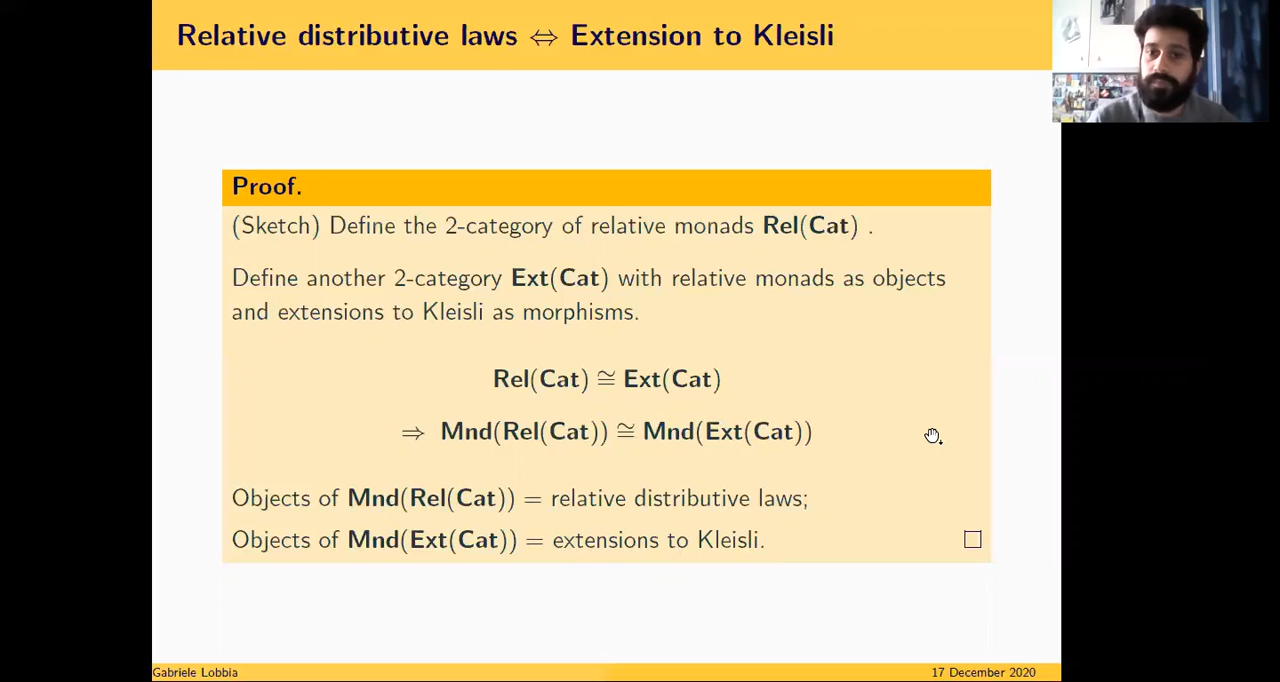 Relative distributive laws ⇔ Extension to Kleisli
Proof.
(Sketch) Define the 2-category of relative monads Rel(Cat) .
Define another 2-category Ext(Cat) with relative monads as objects
and extensions to Kleisli as morphisms.
Rel(Cat) ≅ Ext(Cat)
⇒ Mnd(Rel(Cat)) ≅ Mnd(Ext(Cat))
Objects of Mnd(Rel(Cat)) = relative distributive laws;
Objects of Mnd(Ext(Cat)) = extensions to Kleisli. □
Gabriele Lobbia 17 December 2020